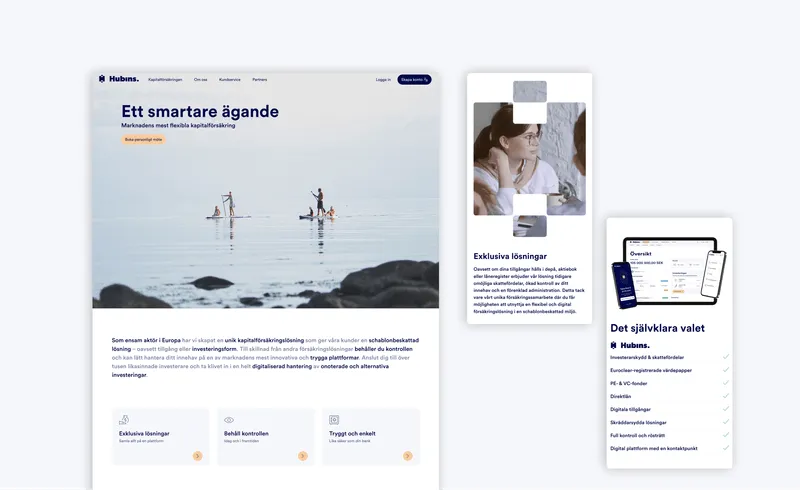 Hubins.
Kapitalförsäkringen Om oss Kundservice Partners Logga in Skapa konto
Ett smartare ägande
Marknadens mest flexibla kapitalförsäkring
Boka personligt möte
Som ensam aktör i Europa har vi skapat en unik kapitalförsäkringslösning som ger våra kunder en schablonbeskattad
lösning – oavsett tillgång eller investeringsform. Till skillnad från andra försäkringslösningar behåller du kontrollen
och kan lätt hantera ditt innehav på en av marknadens mest innovativa och trygga plattformar. Anslut dig till över
tusen likasinnade investerare och ta klivet in i en helt digitaliserad hantering av onoterade och alternativa
investeringar.
Exklusiva lösningar
Samla allt på en plattform
Behåll kontrollen
Idag och i framtiden
Tryggt och enkelt
Lika säker som din bank
Exklusiva lösningar
Oavsett om dina tillgångar hålls i depå, aktiebok
eller låneregister erbjuder vår lösning tidigare
omöjliga skattefördelar, ökad kontroll av ditt
innehav och en förenklad administration. Detta tack
vare vårt unika försäkringssamarbete där du får
möjligheten att utnyttja en flexibel och digital
försäkringslösning i en schablonbeskattad miljö.
Översikt
Det självklara valet
Hubins.
Investerarskydd & skattefördelar
Euroclear-registrerade värdepapper
PE- & VC-fonder
Direktlån
Digitala tillgångar
Skräddarsydda lösningar
Full kontroll och rösträtt
Digital plattform med en kontaktpunkt